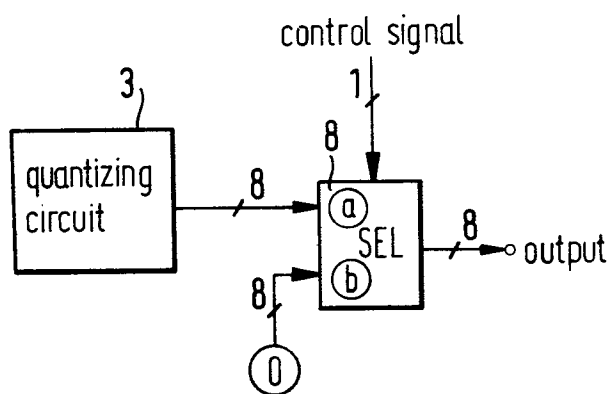 control signal
3
1
8
quantizing
circuit
8
a
SEL
8
output
b
8
0